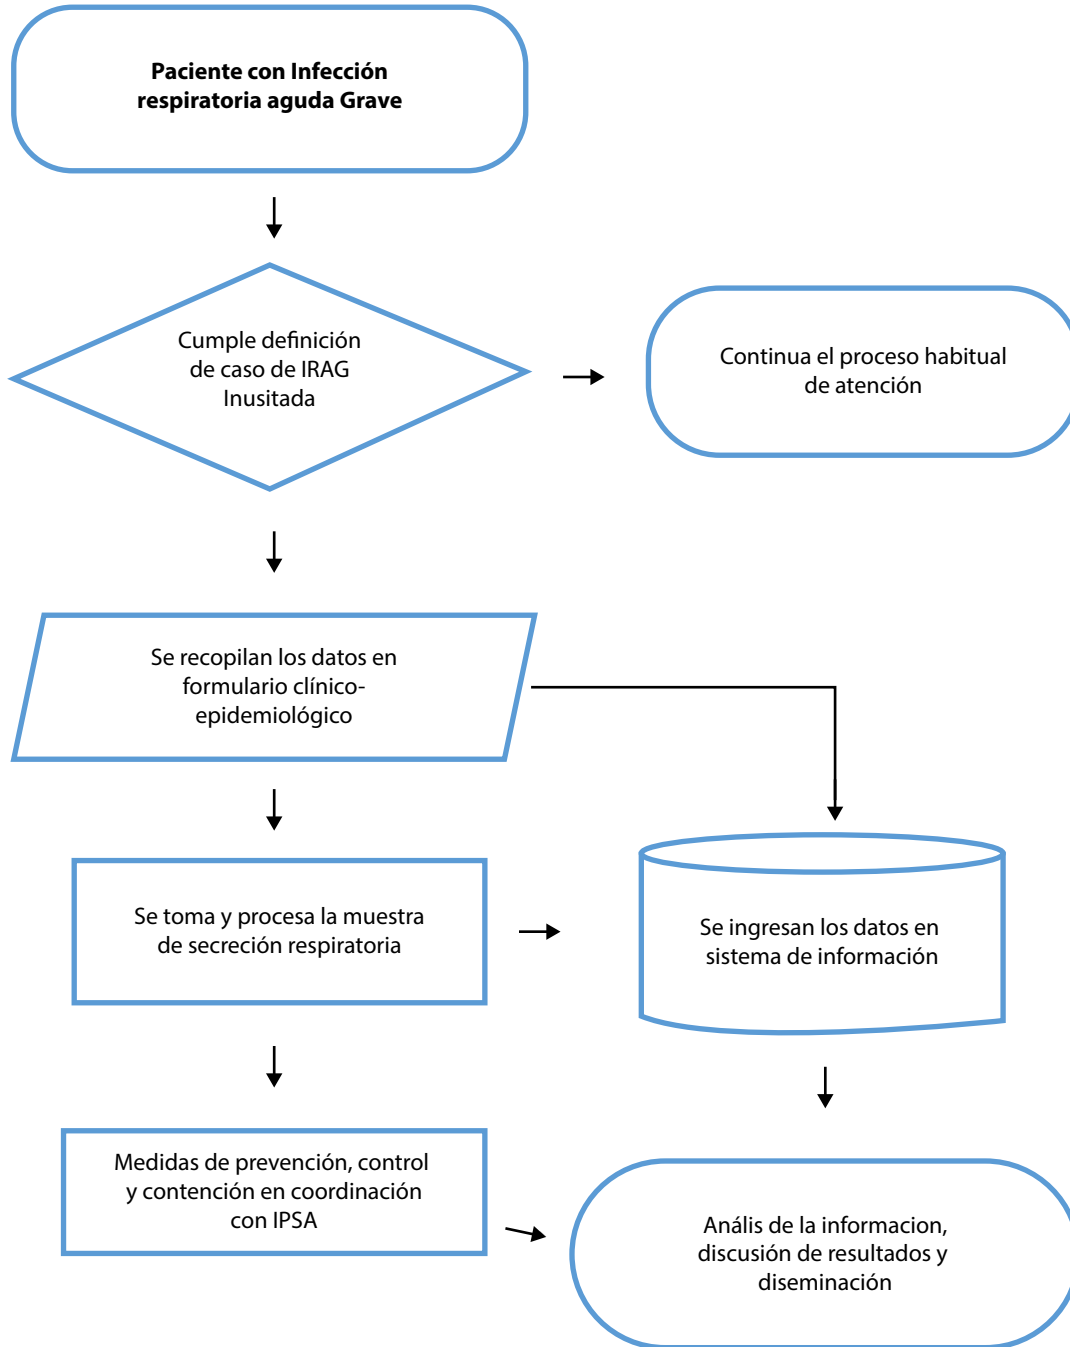 Paciente con Infección
respiratoria aguda Grave
Cumple definición
de caso de IRAG
Inusitada
Continua el proceso habitual
de atención
Se recopilan los datos en
formulario clínico-
epidemiológico
Se toma y procesa la muestra
de secreción respiratoria
Se ingresan los datos en
sistema de información
Medidas de prevención, control
y contención en coordinación
con IPSA
Anális de la informacion,
discusión de resultados y
diseminación